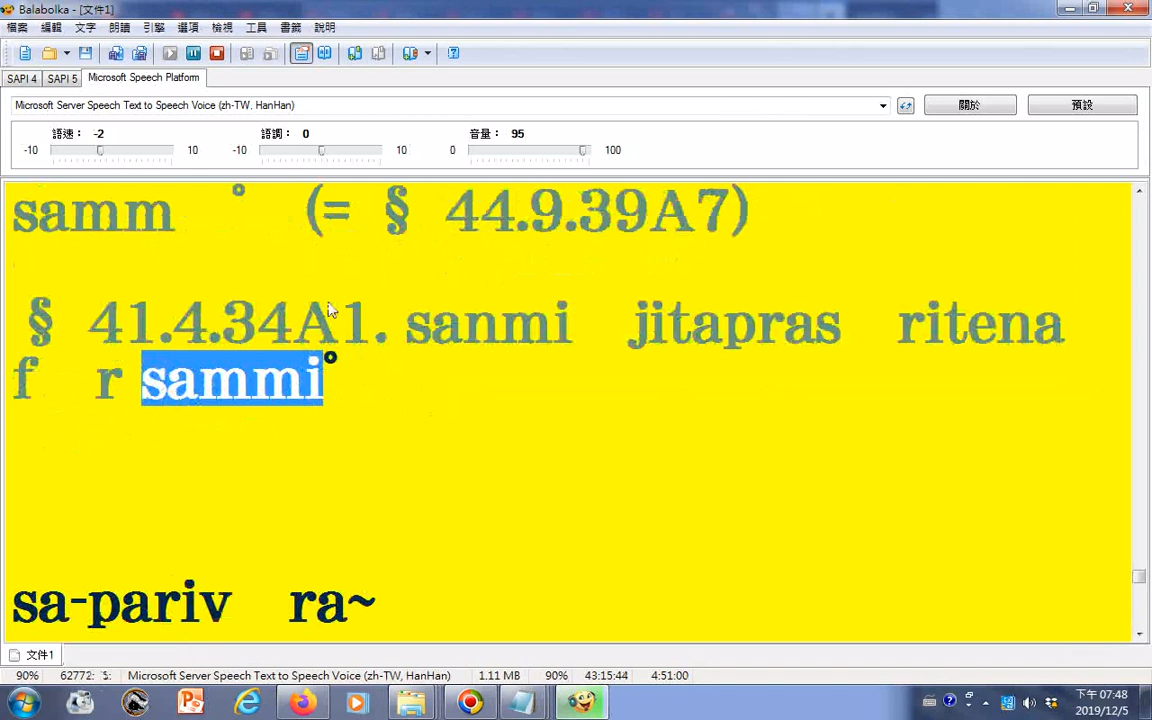 Balabolka - [文件1]
檔案 編輯 文字 朗讀 引擎 選項 檢視 工具 書籤 說明
SAPI 4 SAPI 5 Microsoft Speech Platform
Microsoft Server Speech Text to Speech Voice (zh-TW, HanHan) 關於 預設
語速： -2 語調： 0 音量： 95
-10 10 -10 10 0 100
samm ° (= § 44.9.39A7)
§ 41.4.34A1. sanmi jitapras ritena
f r sammi°
sa-pariv ra~
文件1
90% Microsoft Server Speech Text to Speech Voice (zh-TW, HanHan) 1.11 MB 90% 43:15:44 4:51:00
下午 07:48
2019/12/5